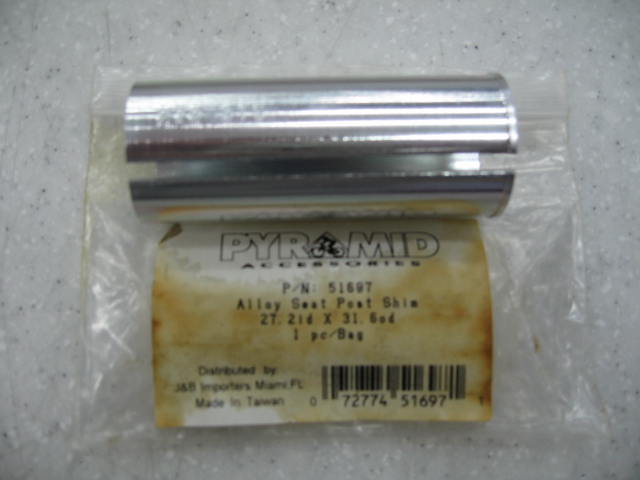 PYRAMID
ACCESSORIES
P/N: 51697
Alloy Seat Post Shim
27.2id X 31.6od
1 pc/Bag
Distributed by:
J&B Importers Miami,FL
Made In Taiwan
0 72774 51697 1